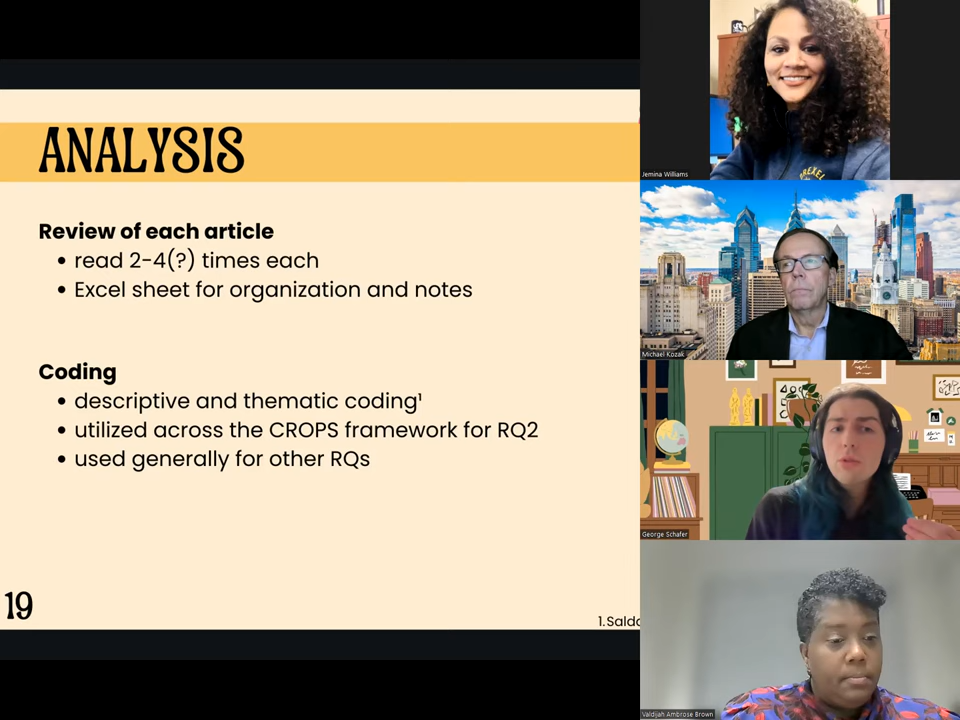 ANALYSIS
Review of each article
• read 2-4(?) times each
• Excel sheet for organization and notes
Coding
• descriptive and thematic coding¹
• utilized across the CROPS framework for RQ2
• used generally for other RQs
19
1.
Jemina Williams
Michael Kozak
George Schafer
Valdijah Ambrose Brown